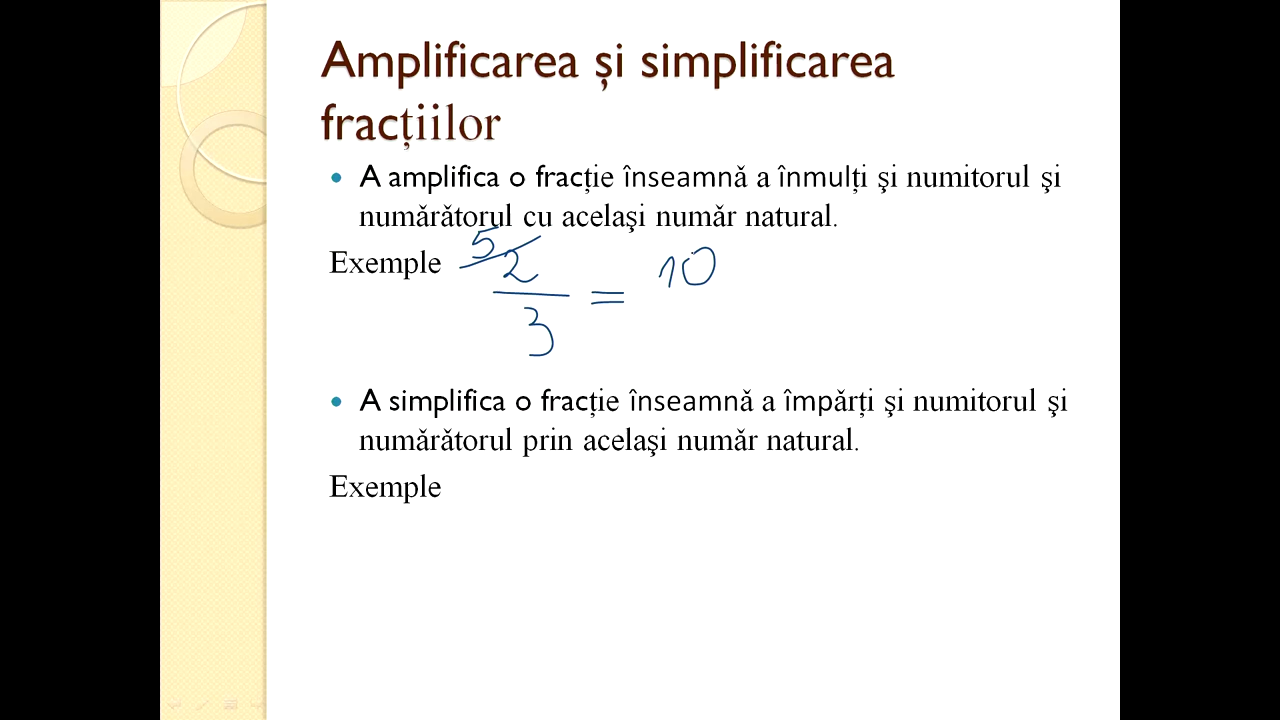 Amplificarea și simplificarea
fracțiilor
• A amplifica o fracție înseamnă a înmulți şi numitorul şi
numărătorul cu acelaşi număr natural.
Exemple
5 2
3
= 10
• A simplifica o fracție înseamnă a împărți şi numitorul şi
numărătorul prin acelaşi număr natural.
Exemple